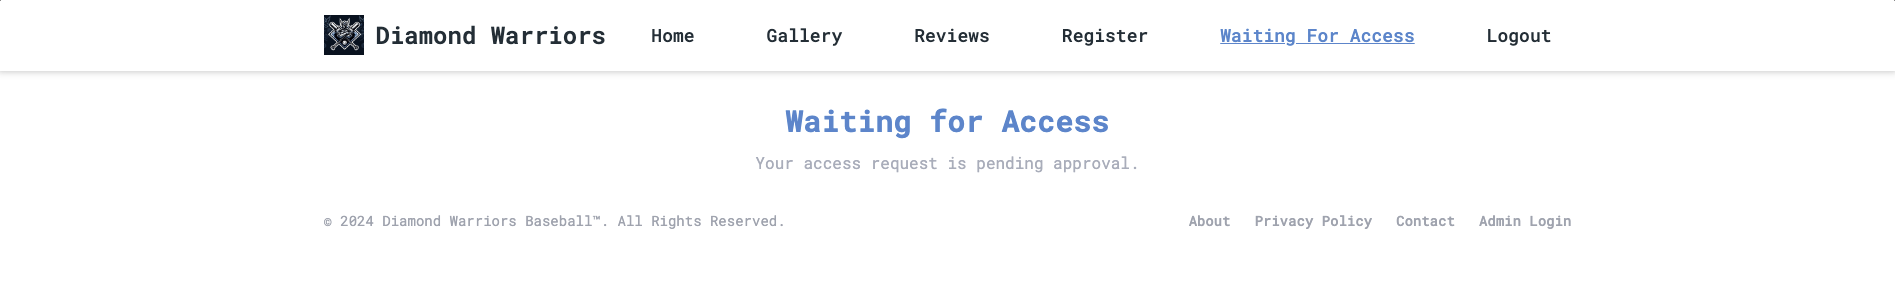 Diamond Warriors Home Gallery Reviews Register Waiting For Access Logout
Waiting for Access
Your access request is pending approval.
© 2024 Diamond Warriors Baseball™. All Rights Reserved. About Privacy Policy Contact Admin Login